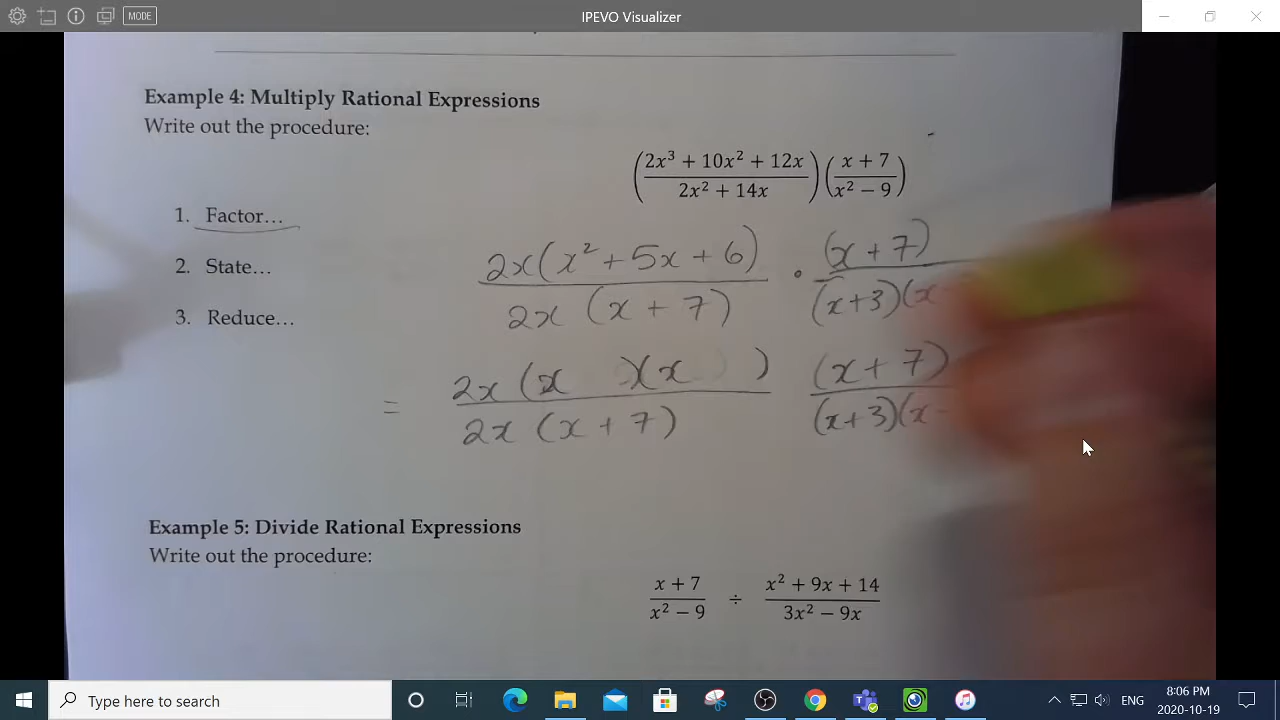 MODE
IPEVO Visualizer
Example 4: Multiply Rational Expressions
Write out the procedure:
(2x³ + 10x² + 12x / 2x² + 14x)(x + 7 / x² − 9)
1. Factor…
2. State…
3. Reduce…
2x(x² + 5x + 6) / 2x (x + 7) · (x + 7) / (x+3)(x
= 2x (x )(x ) / 2x (x + 7) (x + 7) / (x+3)(x -
Example 5: Divide Rational Expressions
Write out the procedure:
x + 7 / x² − 9 ÷ x² + 9x + 14 / 3x² − 9x
Type here to search
ENG
8:06 PM
2020-10-19